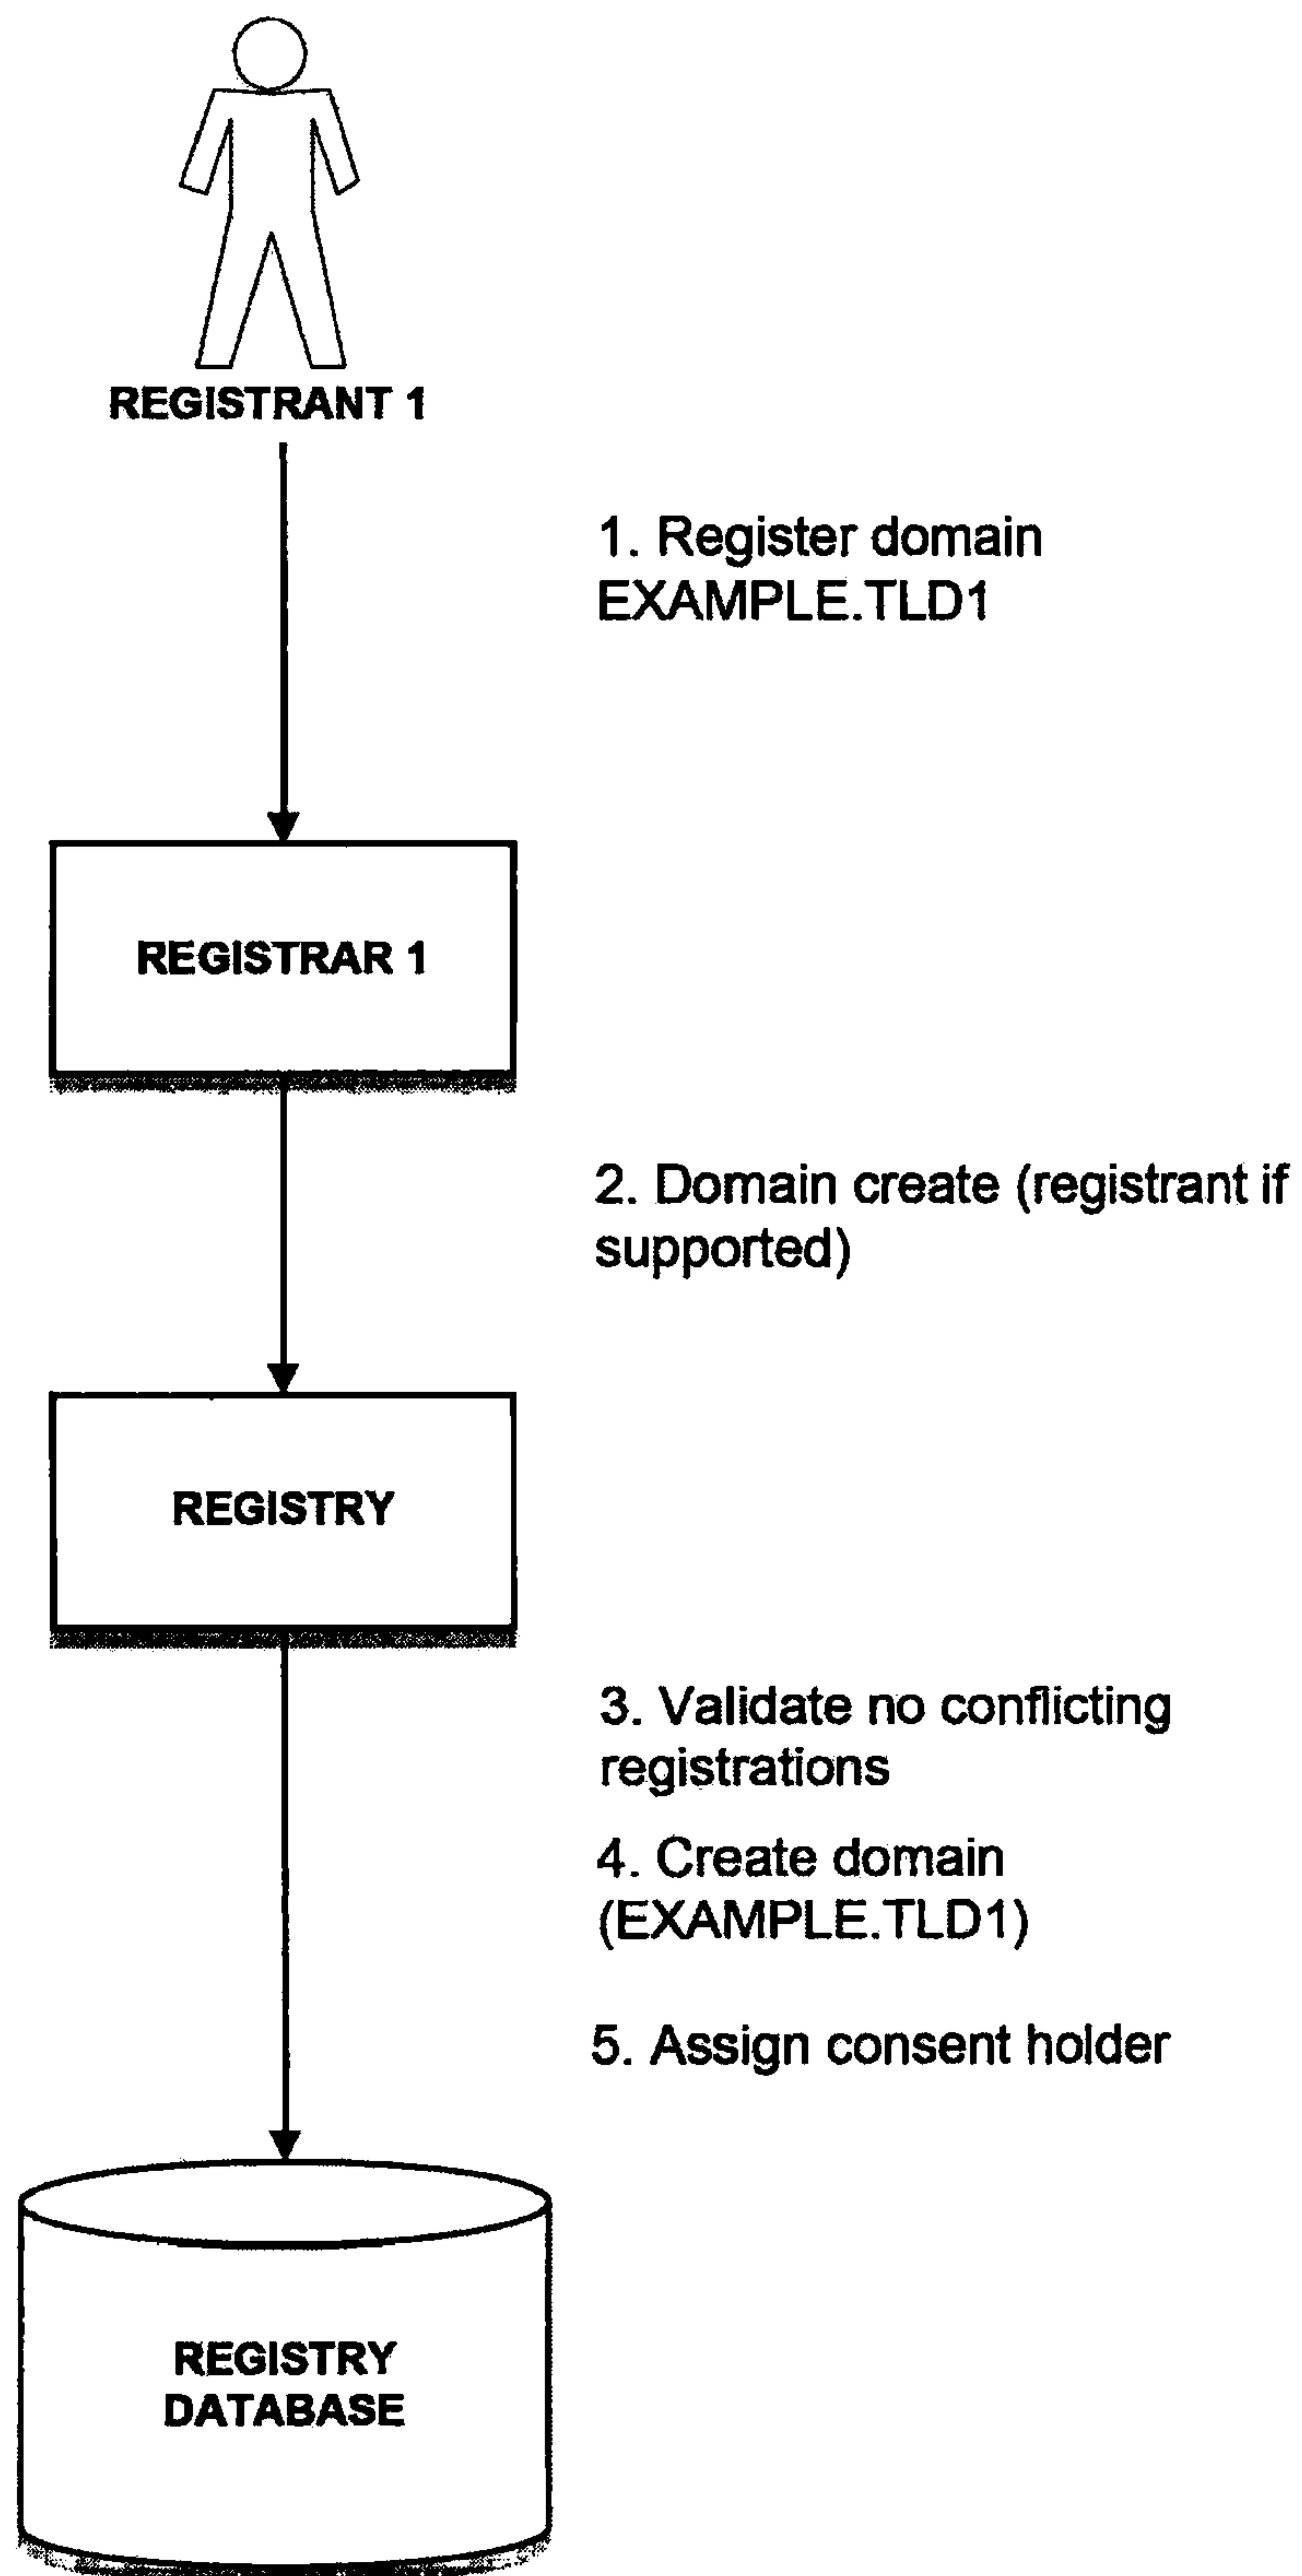 REGISTRANT 1
1. Register domain
EXAMPLE.TLD1
REGISTRAR 1
2. Domain create (registrant if
supported)
REGISTRY
3. Validate no conflicting
registrations
4. Create domain
(EXAMPLE.TLD1)
5. Assign consent holder
REGISTRY
DATABASE